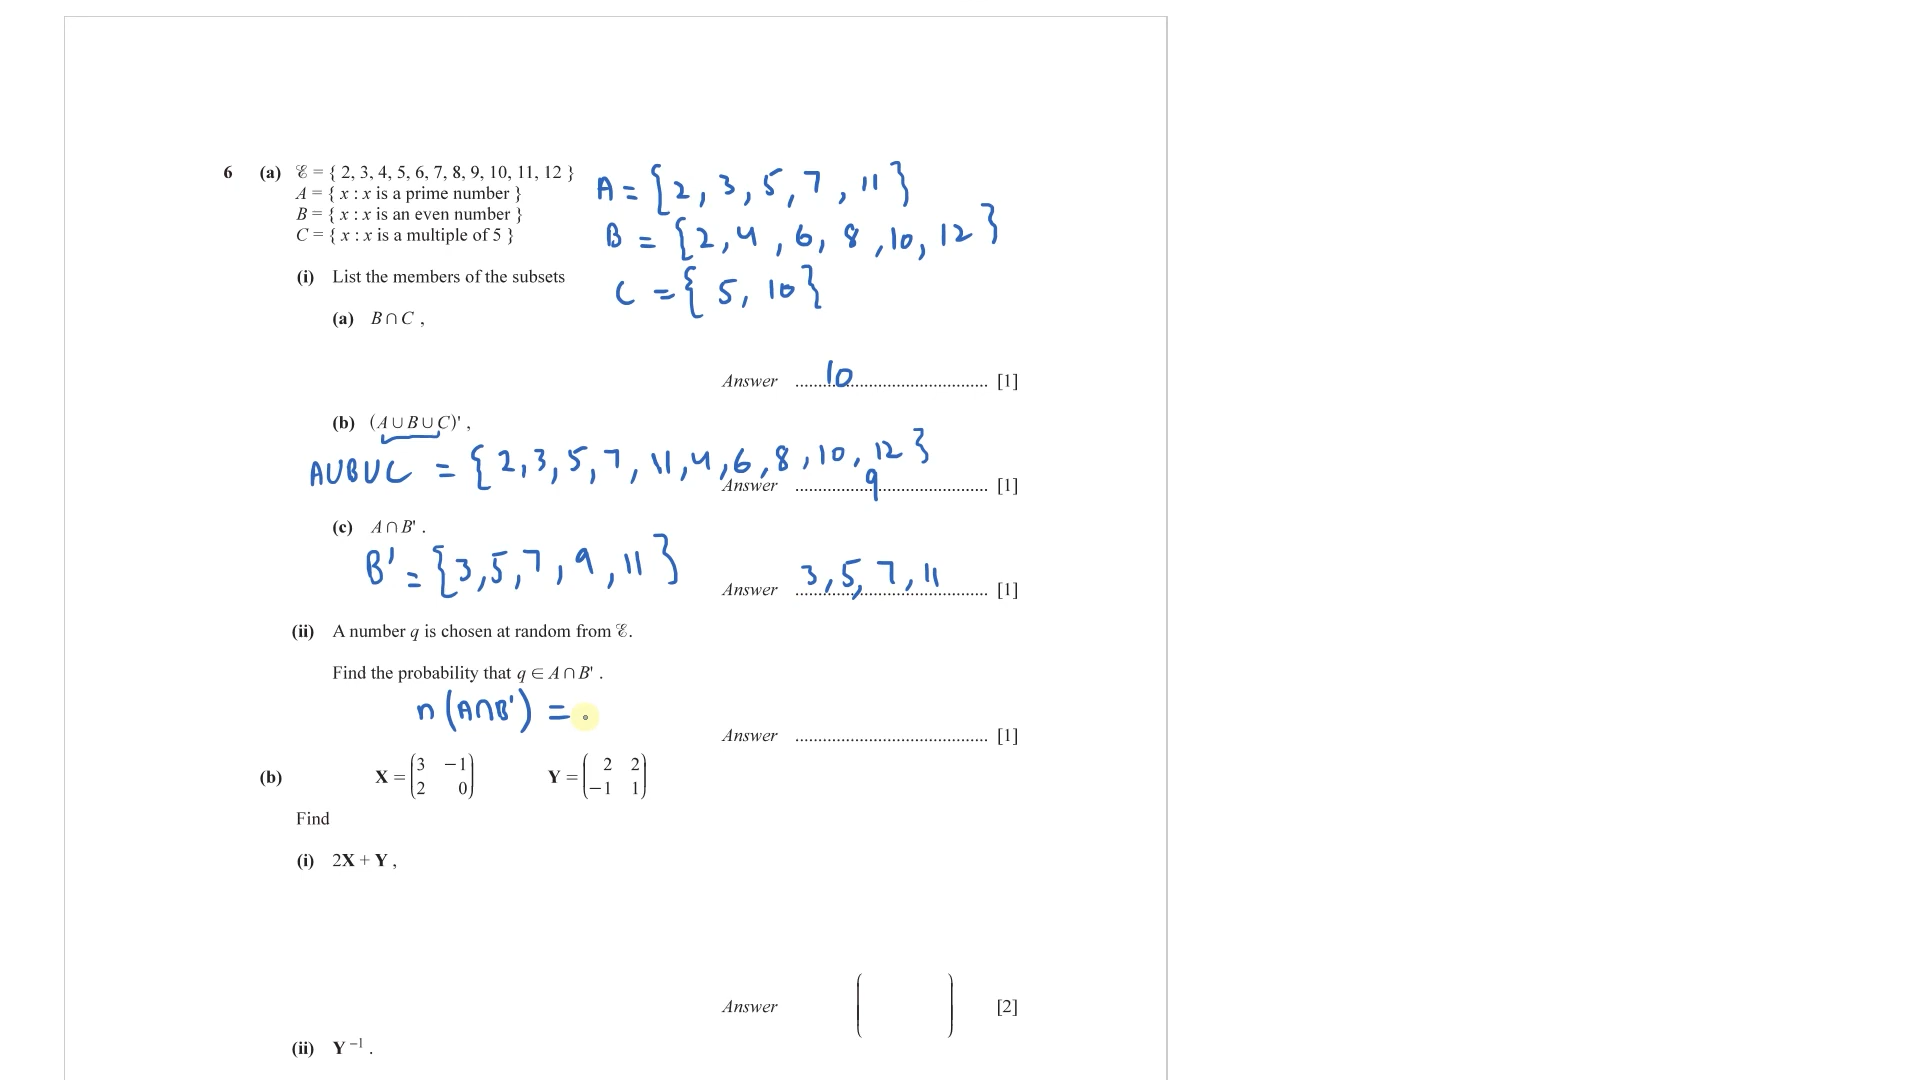 6 (a) ℰ = { 2, 3, 4, 5, 6, 7, 8, 9, 10, 11, 12 }
A = { x : x is a prime number }
B = { x : x is an even number }
C = { x : x is a multiple of 5 }
A = {2, 3, 5, 7, 11}
B = {2, 4, 6, 8, 10, 12}
C = {5, 10}
(i) List the members of the subsets
(a) B ∩ C ,
Answer 10 [1]
(b) (A ∪ B ∪ C)' ,
AUBUC = {2, 3, 5, 7, 11, 4, 6, 8, 10, 12}
Answer 9 [1]
(c) A ∩ B' .
B' = {3, 5, 7, 9, 11}
Answer 3, 5, 7, 11 [1]
(ii) A number q is chosen at random from ℰ.
Find the probability that q ∈ A ∩ B' .
n(A∩B') =
Answer ........................................ [1]
(b) X = (3 −1
2 0) Y = (2 2
−1 1)
Find
(i) 2X + Y ,
Answer ( ) [2]
(ii) Y⁻¹ .